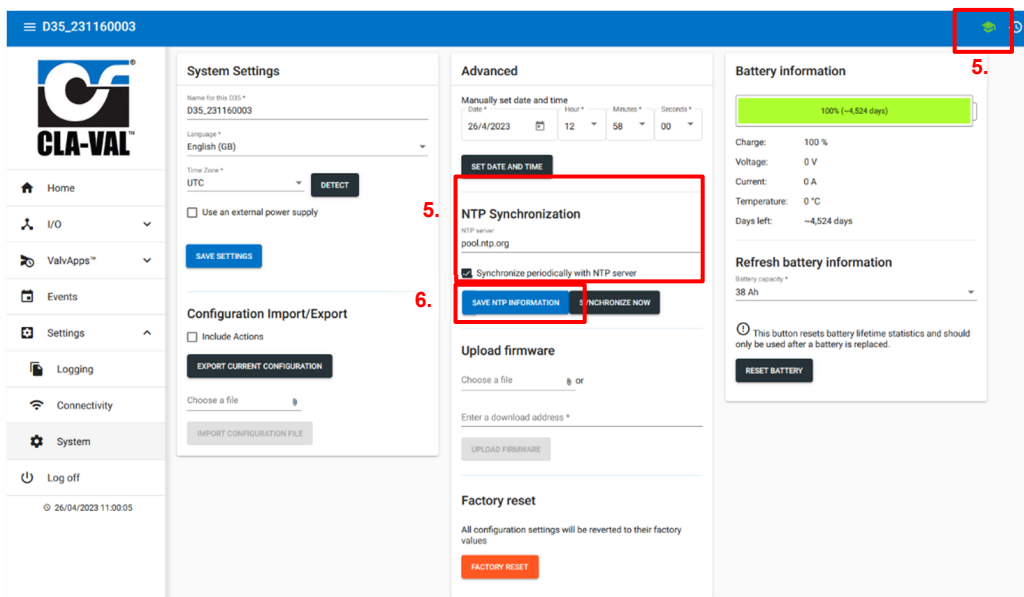 D35_231160003
5.
CLA-VAL™
Home
I/O
ValvApps™
Events
Settings
Logging
Connectivity
System
Log off
26/04/2023 11:00:05
System Settings
Name for this D35 *
D35_231160003
Language *
English (GB)
Time Zone *
UTC
DETECT
Use an external power supply
SAVE SETTINGS
Configuration Import/Export
Include Actions
EXPORT CURRENT CONFIGURATION
Choose a file
IMPORT CONFIGURATION FILE
Advanced
Manually set date and time
Date * Hour * Minutes * Seconds *
26/4/2023 12 58 00
SET DATE AND TIME
5.
NTP Synchronization
NTP server
pool.ntp.org
Synchronize periodically with NTP server
6.
SAVE NTP INFORMATION SYNCHRONIZE NOW
Upload firmware
Choose a file or
Enter a download address *
UPLOAD FIRMWARE
Factory reset
All configuration settings will be reverted to their factory
values
FACTORY RESET
Battery information
100% (~4,524 days)
Charge: 100 %
Voltage: 0 V
Current: 0 A
Temperature: 0 °C
Days left: ~4,524 days
Refresh battery information
Battery capacity *
38 Ah
This button resets battery lifetime statistics and should
only be used after a battery is replaced.
RESET BATTERY